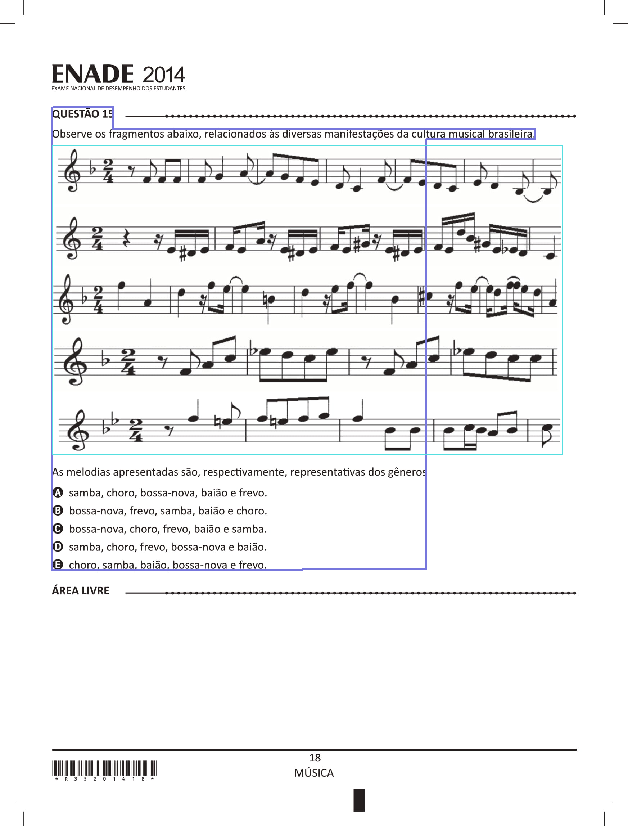 ENADE 2014
EXAME NACIONAL DE DESEMPENHO DOS ESTUDANTES
QUESTÃO 15
Observe os fragmentos abaixo, relacionados às diversas manifestações da cultura musical brasileira.
As melodias apresentadas são, respectivamente, representativas dos gêneros
A samba, choro, bossa-nova, baião e frevo.
B bossa-nova, frevo, samba, baião e choro.
C bossa-nova, choro, frevo, baião e samba.
D samba, choro, frevo, bossa-nova e baião.
E choro, samba, baião, bossa-nova e frevo.
ÁREA LIVRE
18
MÚSICA